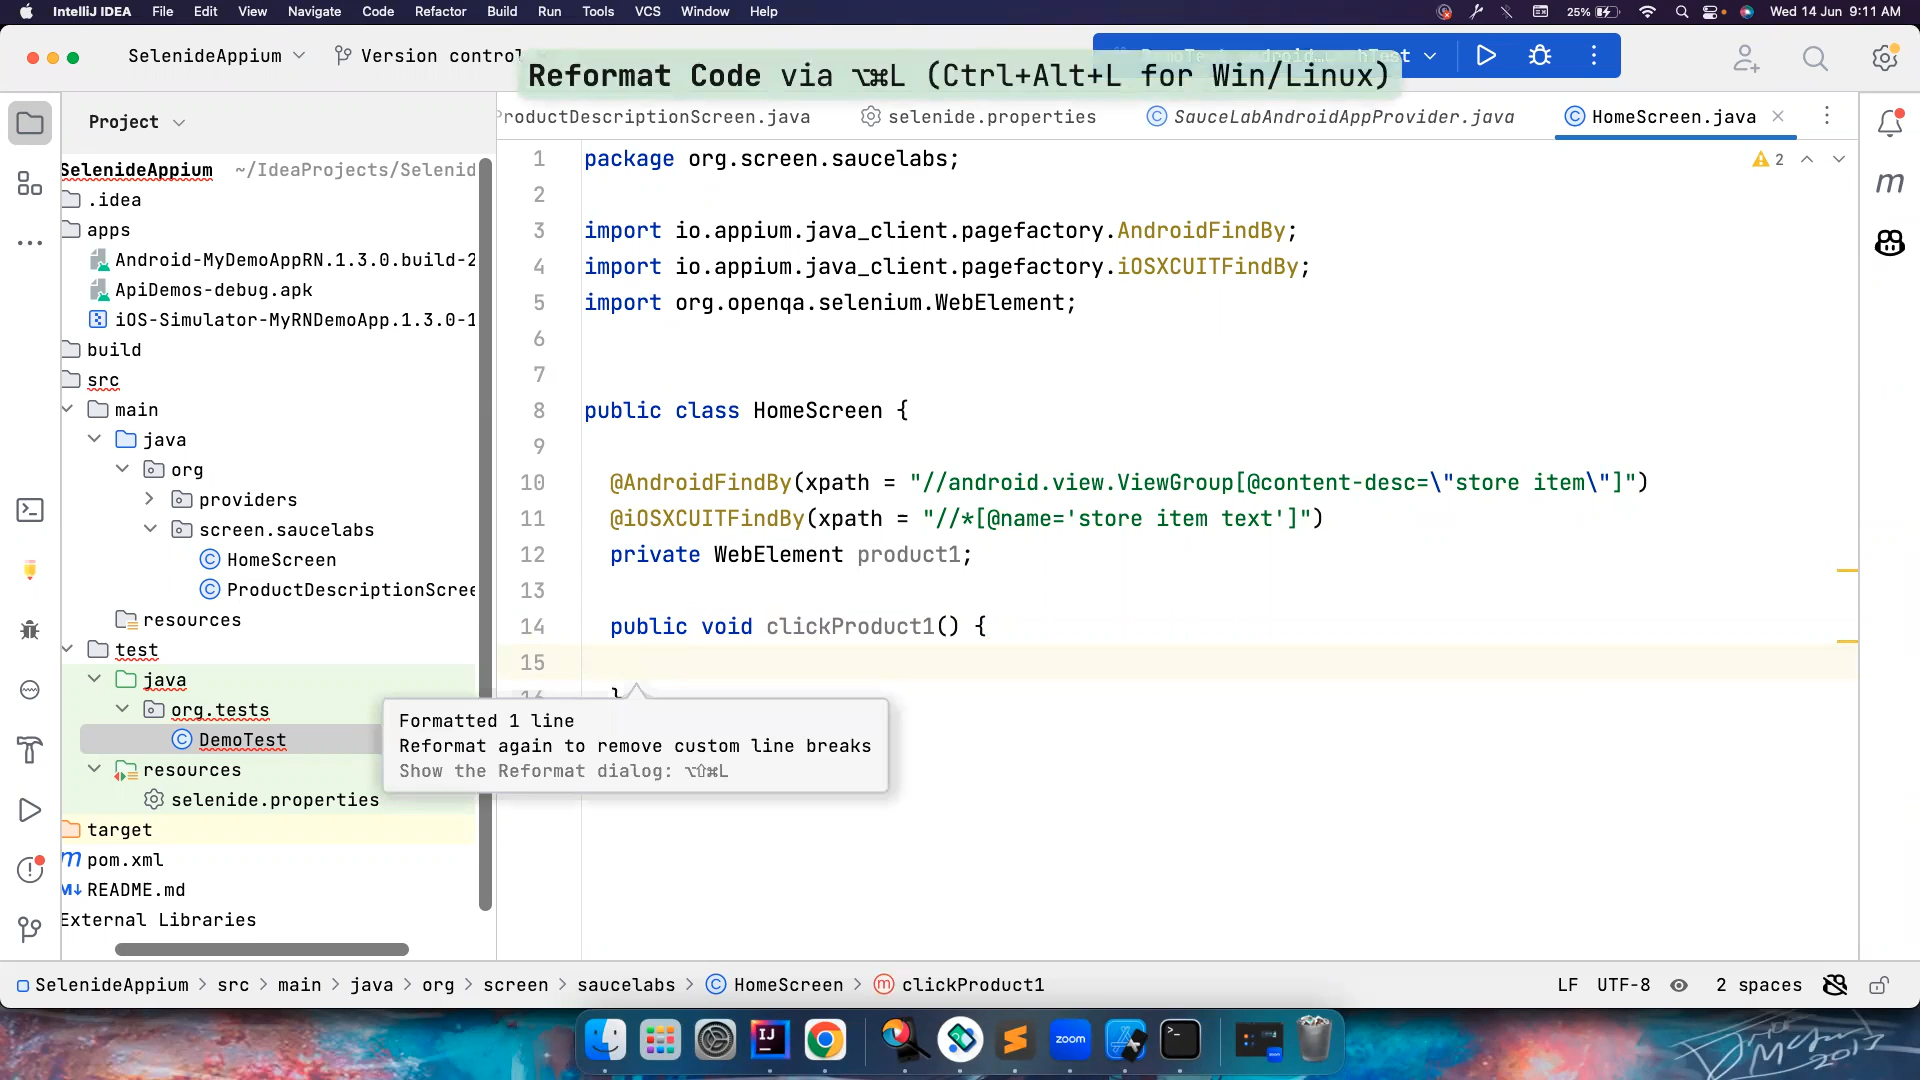 IntelliJ IDEA File Edit View Navigate Code Refactor Build Run Tools VCS Window Help 25% Wed 14 Jun 9:11 AM
SelenideAppium Version control
Reformat Code via ⌥⌘L (Ctrl+Alt+L for Win/Linux)
Project
roductDescriptionScreen.java selenide.properties SauceLabAndroidAppProvider.java HomeScreen.java
SelenideAppium ~/IdeaProjects/Selenid
.idea
apps
Android-MyDemoAppRN.1.3.0.build-2
ApiDemos-debug.apk
iOS-Simulator-MyRNDemoApp.1.3.0-1
build
src
main
java
org
providers
screen.saucelabs
HomeScreen
ProductDescriptionScree
resources
test
java
org.tests
DemoTest
resources
selenide.properties
target
pom.xml
README.md
External Libraries
2
1 package org.screen.saucelabs;
2
3 import io.appium.java_client.pagefactory.AndroidFindBy;
4 import io.appium.java_client.pagefactory.iOSXCUITFindBy;
5 import org.openqa.selenium.WebElement;
6
7
8 public class HomeScreen {
9
10 @AndroidFindBy(xpath = "//android.view.ViewGroup[@content-desc=\"store item\"]")
11 @iOSXCUITFindBy(xpath = "//*[@name='store item text']")
12 private WebElement product1;
13
14 public void clickProduct1() {
15
16 }
Formatted 1 line
Reformat again to remove custom line breaks
Show the Reformat dialog: ⌥⇧⌘L
SelenideAppium > src > main > java > org > screen > saucelabs > HomeScreen > clickProduct1 LF UTF-8 2 spaces
IJ
zoom
2017